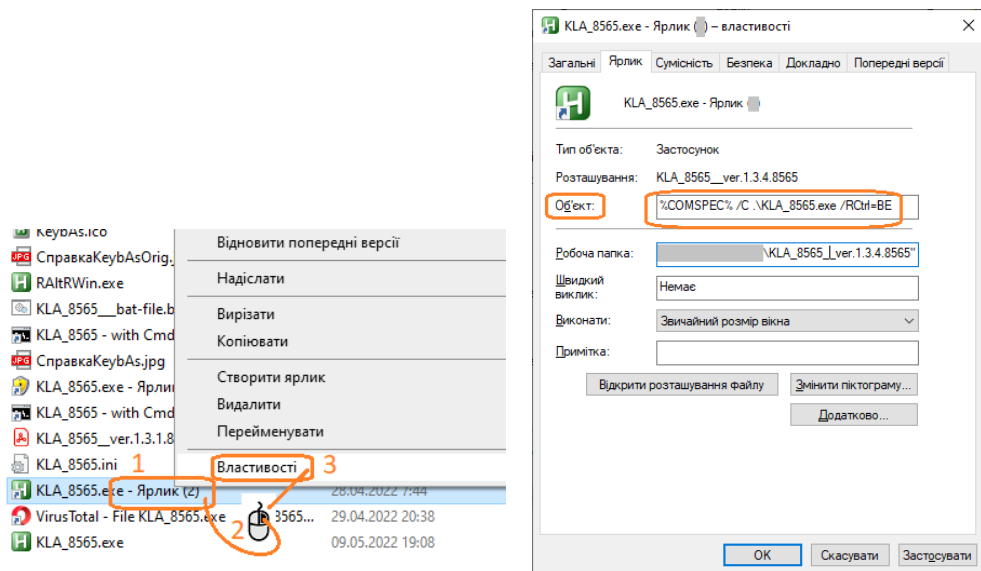 KeybAs.ico
СправкаKeybAsOrig.
RAltRWin.exe
KLA_8565__bat-file.b
KLA_8565 - with Cmd
СправкаKeybAs.jpg
KLA_8565.exe - Ярли
KLA_8565 - with Cmd
KLA_8565__ver.1.3.1.8
KLA_8565.ini
1
KLA_8565.exe - Ярлик (2)
28.04.2022 7:44
VirusTotal - File KLA_8565.exe
8565...
29.04.2022 20:38
2
KLA_8565.exe
09.05.2022 19:08
Відновити попередні версії
Надіслати
Вирізати
Копіювати
Створити ярлик
Видалити
Перейменувати
Властивості
3
KLA_8565.exe - Ярлик ( ) – властивості
Загальні Ярлик Сумісність Безпека Докладно Попередні версії
KLA_8565.exe - Ярлик ( )
Тип об'єкта: Застосунок
Розташування: KLA_8565__ver.1.3.4.8565
Об'єкт: %COMSPEC% /C .\KLA_8565.exe /RCtrl=BE
Робоча папка: \KLA_8565__ver.1.3.4.8565"
Швидкий виклик: Немає
Виконати: Звичайний розмір вікна
Примітка:
Відкрити розташування файлу Змінити піктограму...
Додатково...
OK Скасувати Застосувати